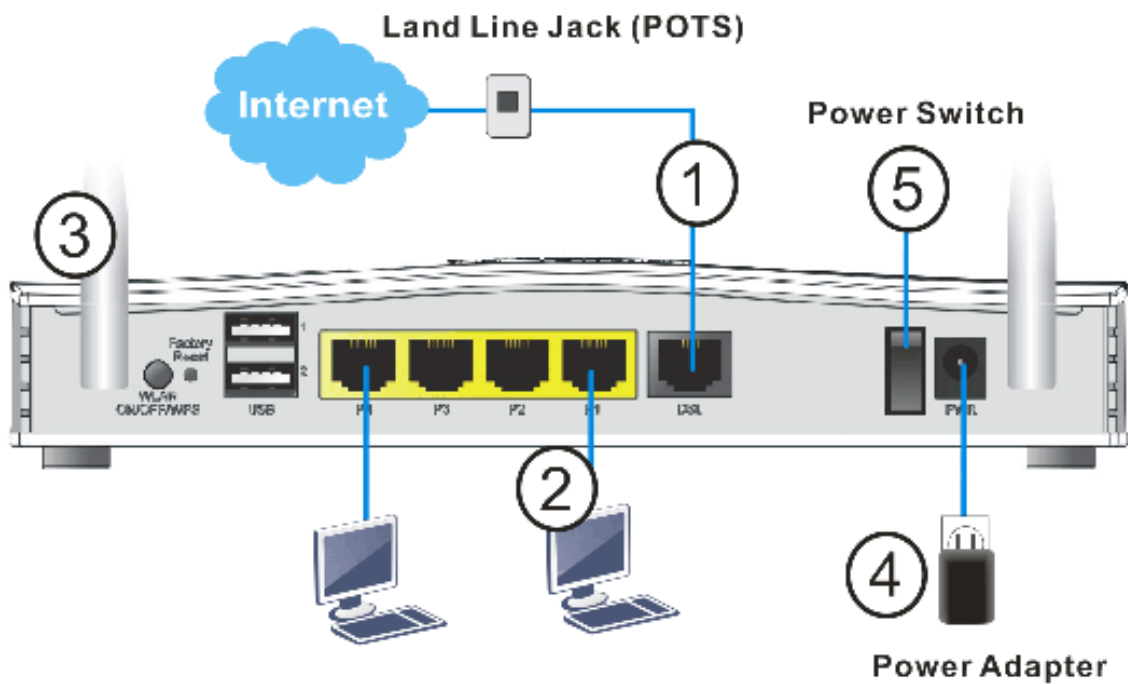 Land Line Jack (POTS)
Internet
Power Switch
1
5
3
1
Factory
Reset
2
WLAN
ON/OFF/WPS
USB
P4
P3
P2
P1
DSL
PWR
2
4
Power Adapter